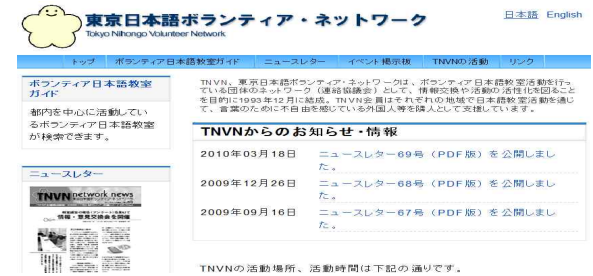 東京日本語ボランティア・ネットワーク
Tokyo Nihongo Volunteer Network
日本語 English
トップ ボランティア日本語教室ガイド ニュースレター イベント掲示板 TNVNの活動 リンク
ボランティア日本語教室
ガイド
都内を中心に活動してい
るボランティア日本語教室
が検索できます。
ニュースレター
TNVN network news
情報・意見交換会を開催
TNVN、東京日本語ボランティア・ネットワークは、ボランティア日本語教室活動を行っ
ている団体のネットワーク（連絡協議会）として、情報交換や活動の活性化を図ること
を目的に1993年12月に結成。TNVN会員はそれぞれの地域で日本語教室活動を通じ
て、言葉のために不自由を感じている外国人等を隣人として支援しています。
TNVNからのお知らせ・情報
2010年03月18日 ニュースレター69号（PDF版）を公開しまし
た。
2009年12月26日 ニュースレター68号（PDF版）を公開しまし
た。
2009年09月16日 ニュースレター67号（PDF版）を公開しまし
た。
TNVNの活動場所、活動時間は下記の通りです。